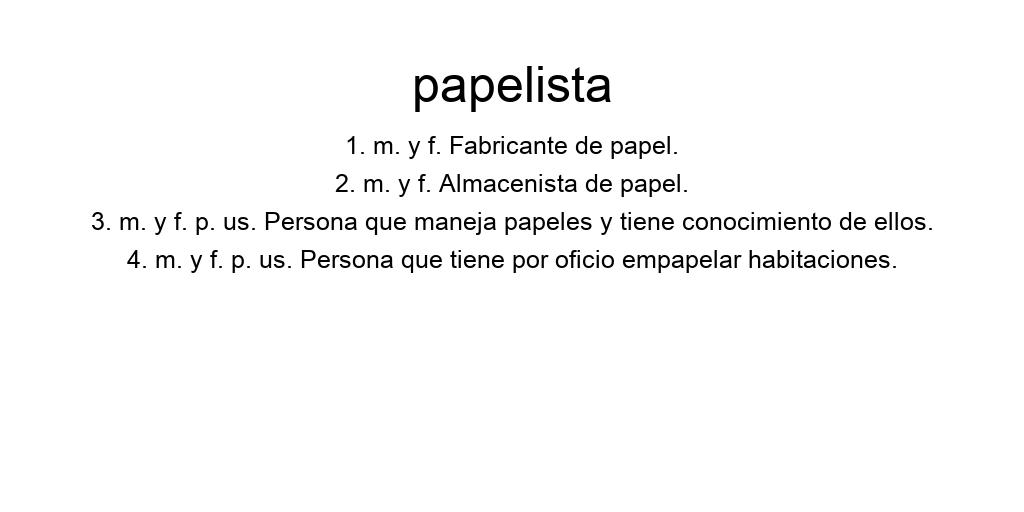 papelista
1. m. y f. Fabricante de papel.
2. m. y f. Almacenista de papel.
3. m. y f. p. us. Persona que maneja papeles y tiene conocimiento de ellos.
4. m. y f. p. us. Persona que tiene por oficio empapelar habitaciones.